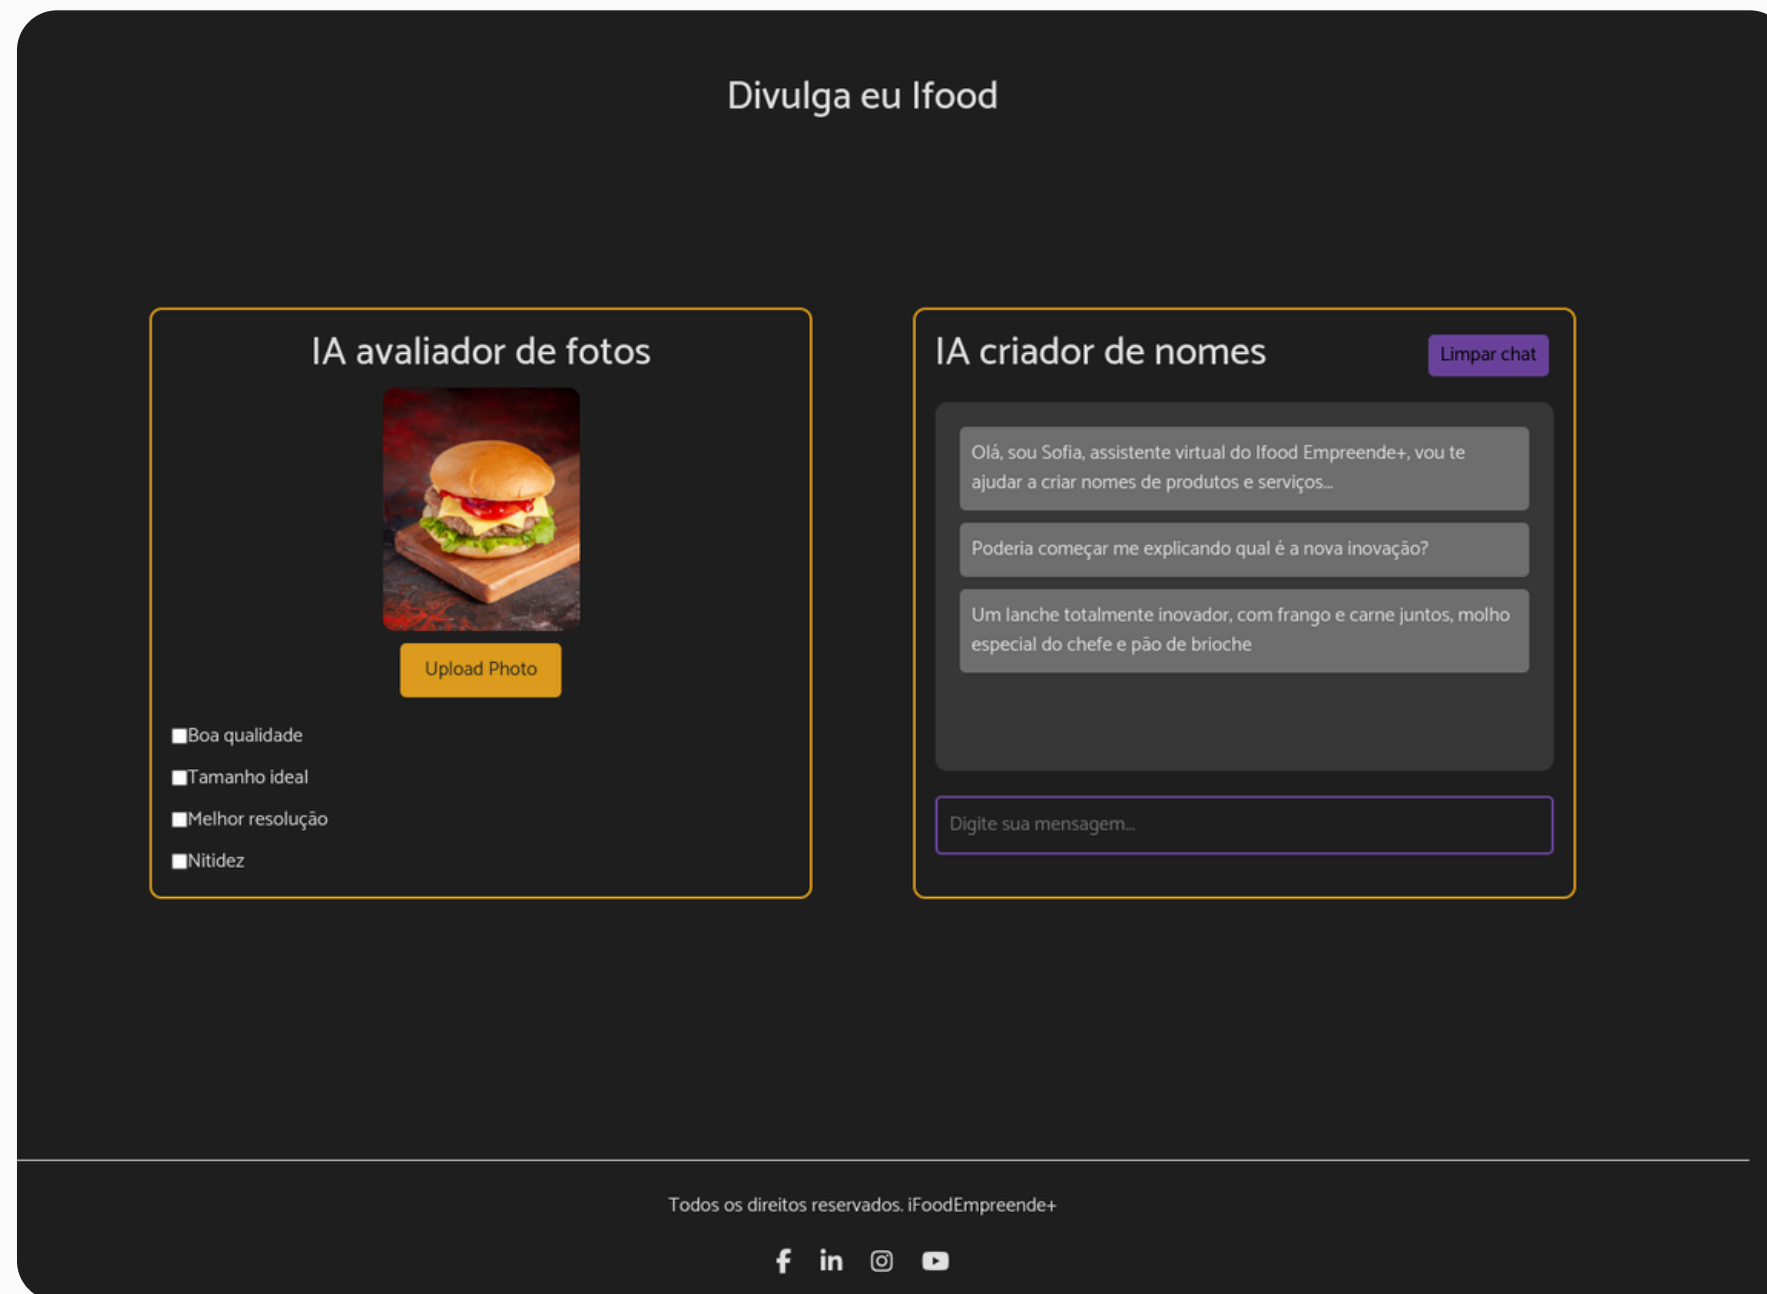 Divulga eu Ifood
IA avaliador de fotos
Upload Photo
Boa qualidade
Tamanho ideal
Melhor resolução
Nitidez
IA criador de nomes
Limpar chat
Olá, sou Sofia, assistente virtual do Ifood Empreende+, vou te
ajudar a criar nomes de produtos e serviços...
Poderia começar me explicando qual é a nova inovação?
Um lanche totalmente inovador, com frango e carne juntos, molho
especial do chefe e pão de brioche
Digite sua mensagem...
Todos os direitos reservados. iFoodEmpreende+